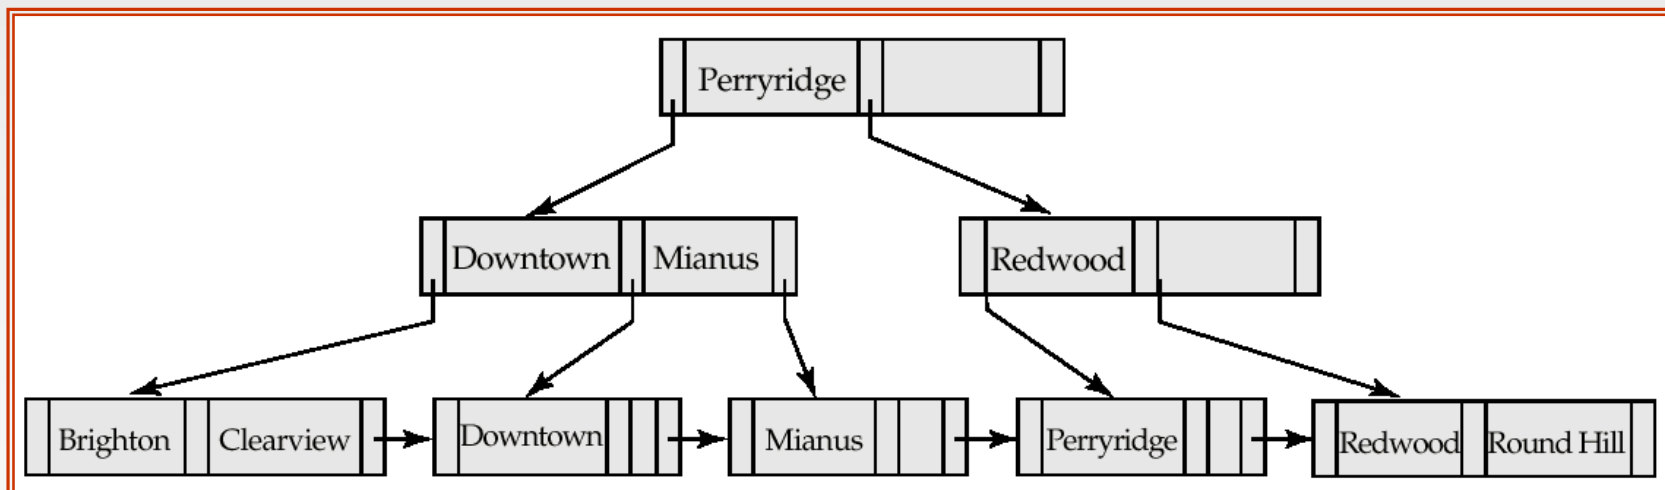 Perryridge
Downtown Mianus
Redwood
Brighton Clearview
Downtown
Mianus
Perryridge
Redwood Round Hill